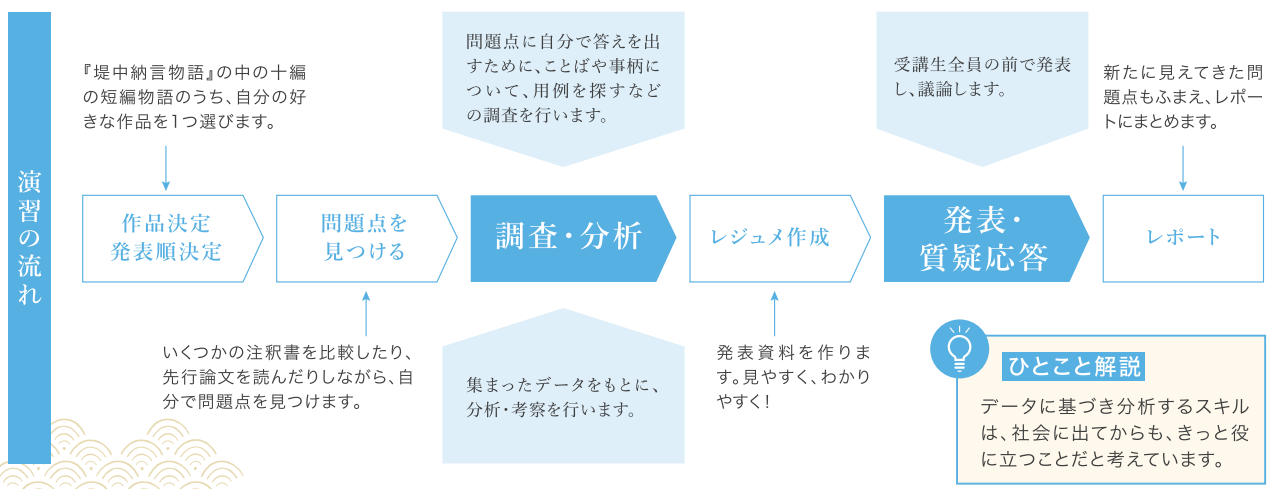 演習の流れ
『堤中納言物語』の中の十編
の短編物語のうち、自分の好
きな作品を1つ選びます。
作品決定
発表順決定
問題点を
見つける
いくつかの注釈書を比較したり、
先行論文を読んだりしながら、自
分で問題点を見つけます。
問題点に自分で答えを出
すために、ことばや事柄に
ついて、用例を探すなど
の調査を行います。
調査・分析
集まったデータをもとに、
分析・考察を行います。
レジュメ作成
発表資料を作りま
す。見やすく、わかり
やすく!
受講生全員の前で発表
し、議論します。
発表・
質疑応答
新たに見えてきた問
題点もふまえ、レポー
トにまとめます。
レポート
ひとこと解説
データに基づき分析するスキル
は、社会に出てからも、きっと役
に立つことだと考えています。